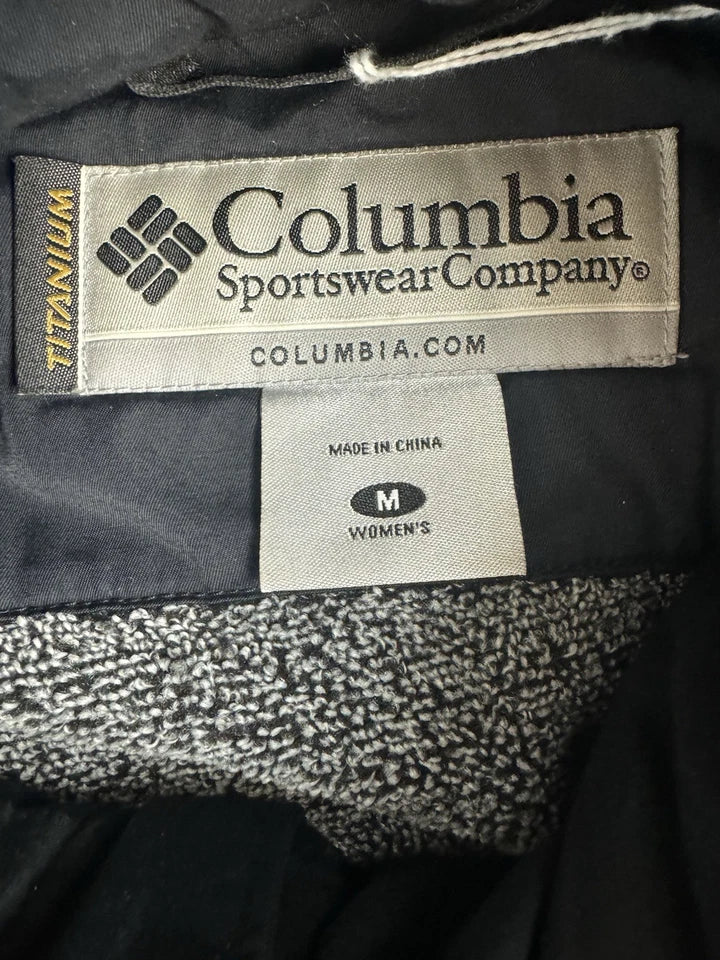 TITANIUM
Columbia
Sportswear Company®
COLUMBIA.COM
MADE IN CHINA
M
WOMEN'S